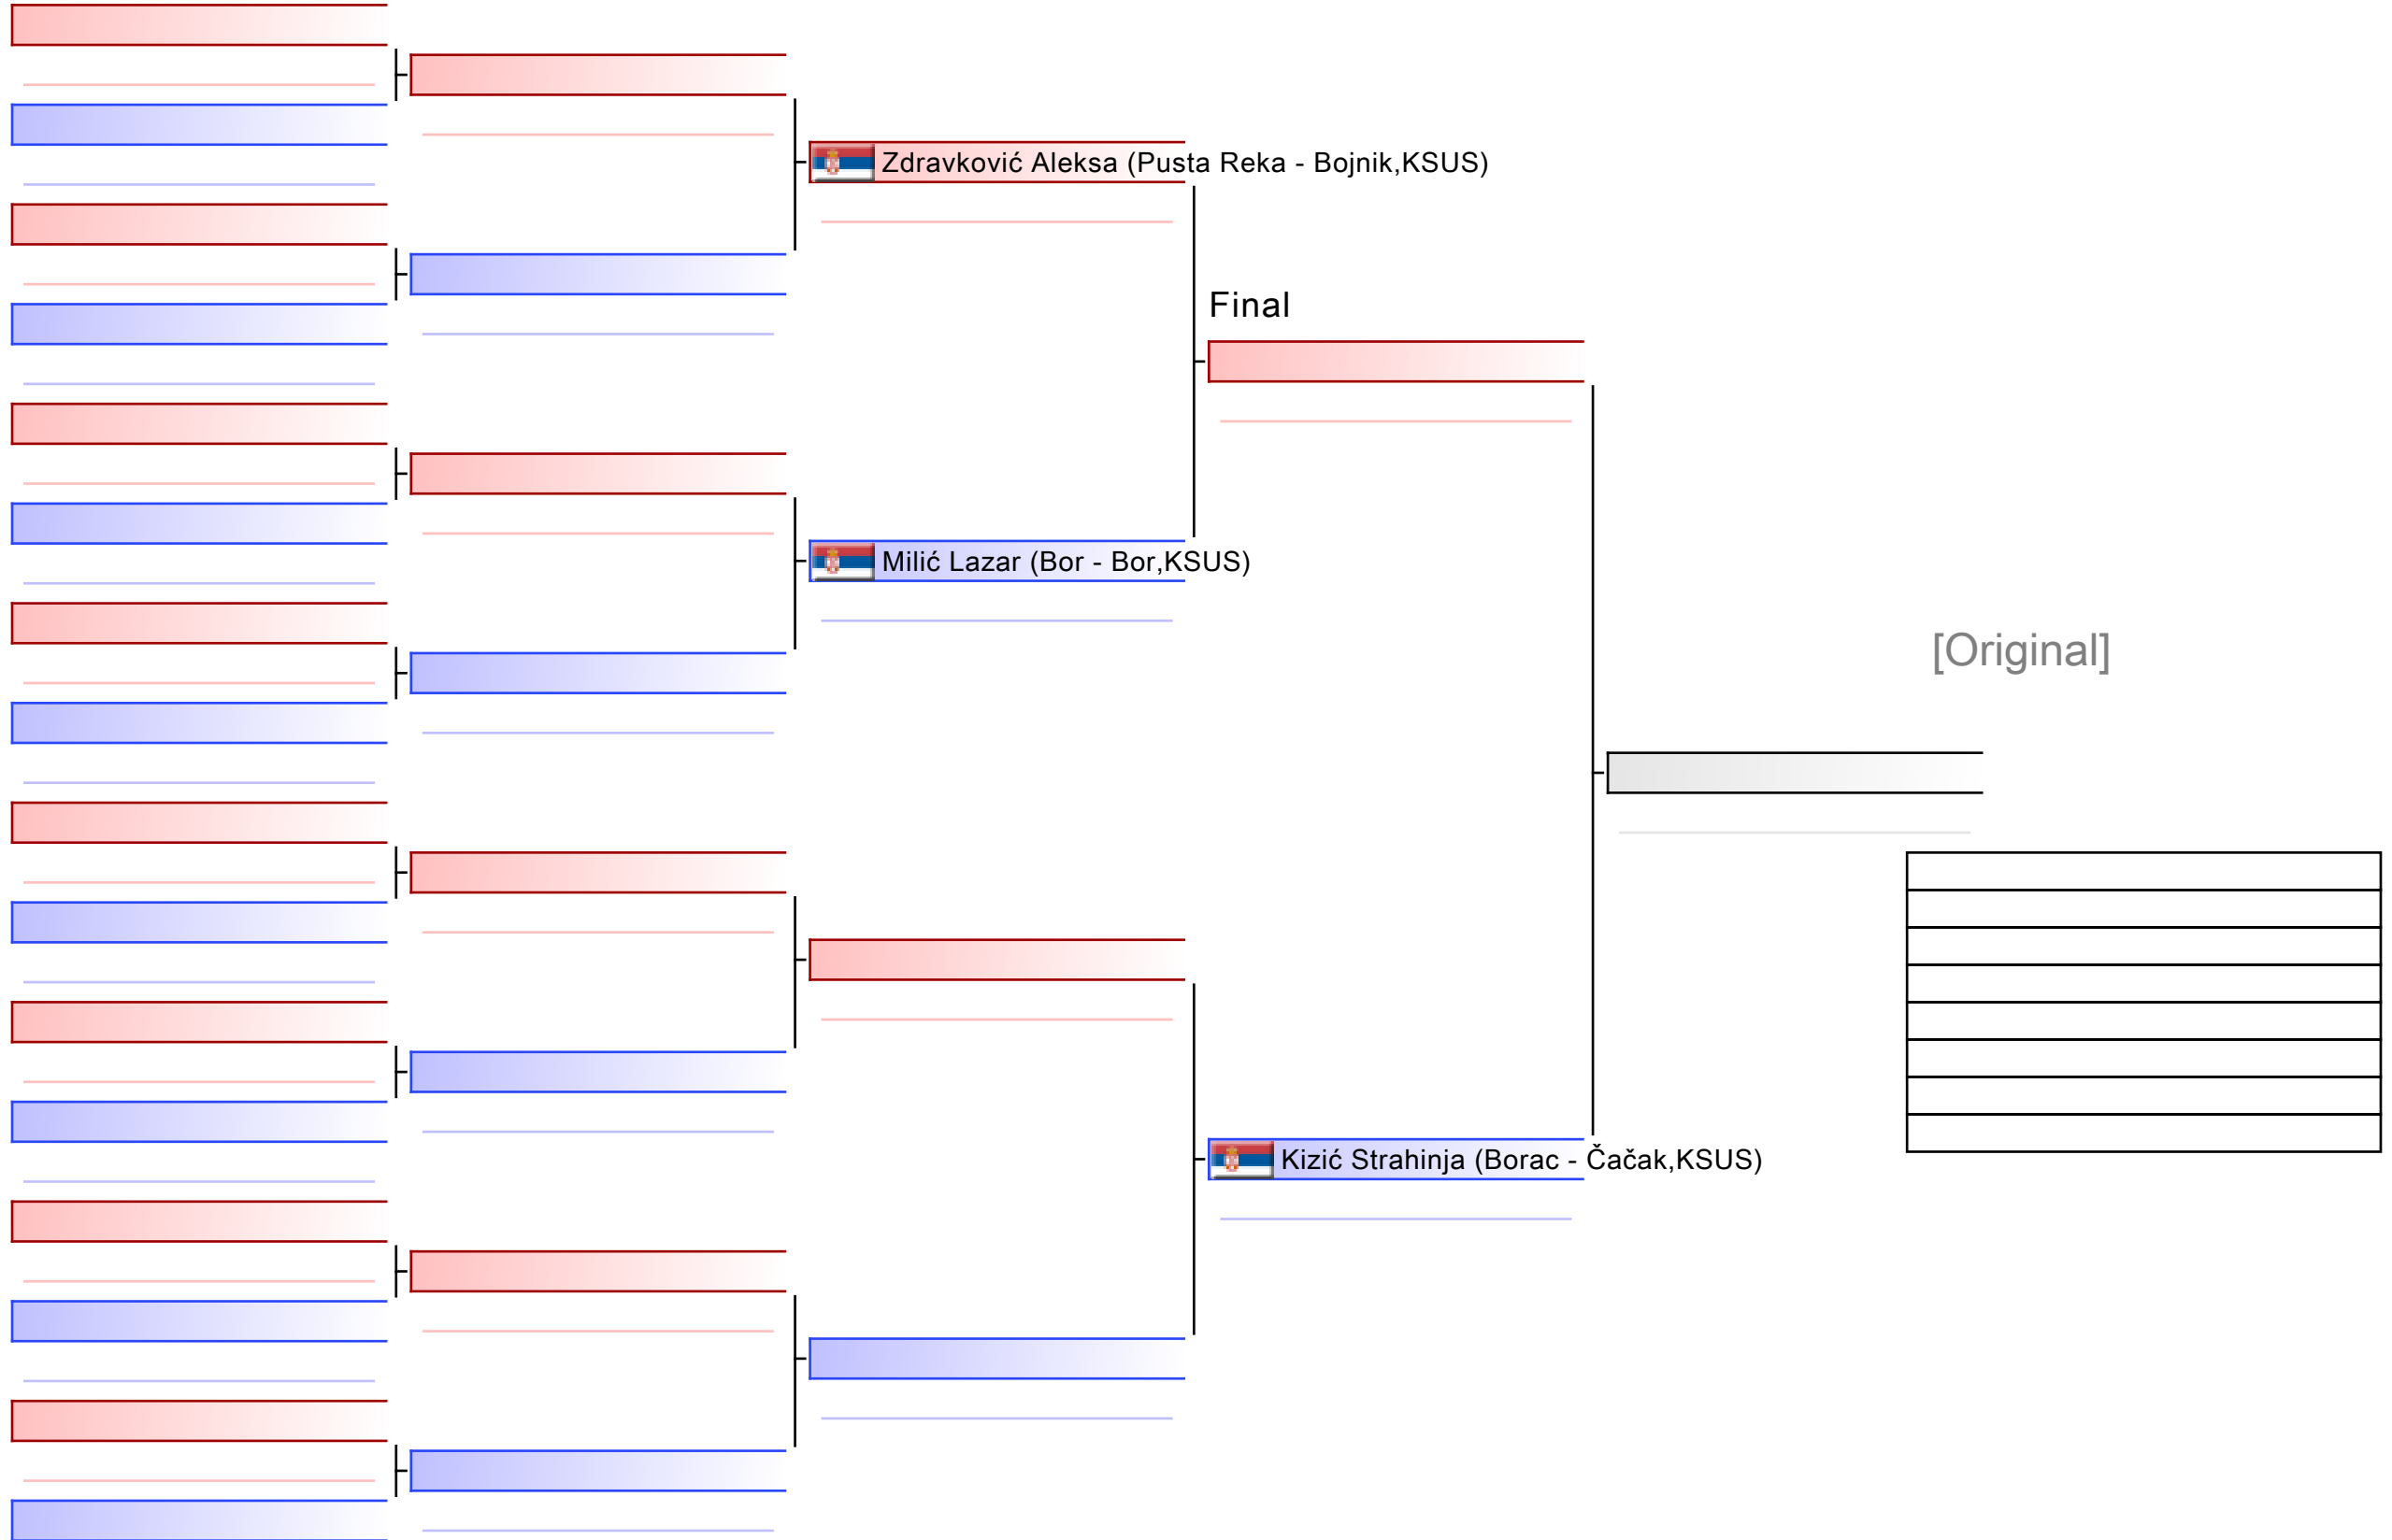 Zdravković Aleksa (Pusta Reka - Bojnik,KSUS)
Final
Milić Lazar (Bor - Bor,KSUS)
[Original]
Kizić Strahinja (Borac - Čačak,KSUS)